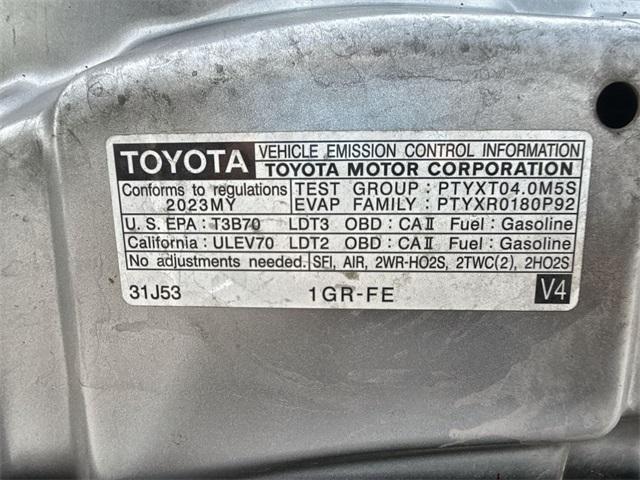 TOYOTA VEHICLE EMISSION CONTROL INFORMATION
TOYOTA MOTOR CORPORATION
Conforms to regulations TEST GROUP : PTYXT04.0M5S
2023MY EVAP FAMILY : PTYXR0180P92
U. S. EPA : T3B70 LDT3 OBD : CAⅡ Fuel : Gasoline
California : ULEV70 LDT2 OBD : CAⅡ Fuel : Gasoline
No adjustments needed. SFI, AIR, 2WR-HO2S, 2TWC(2), 2HO2S
31J53 1GR-FE V4